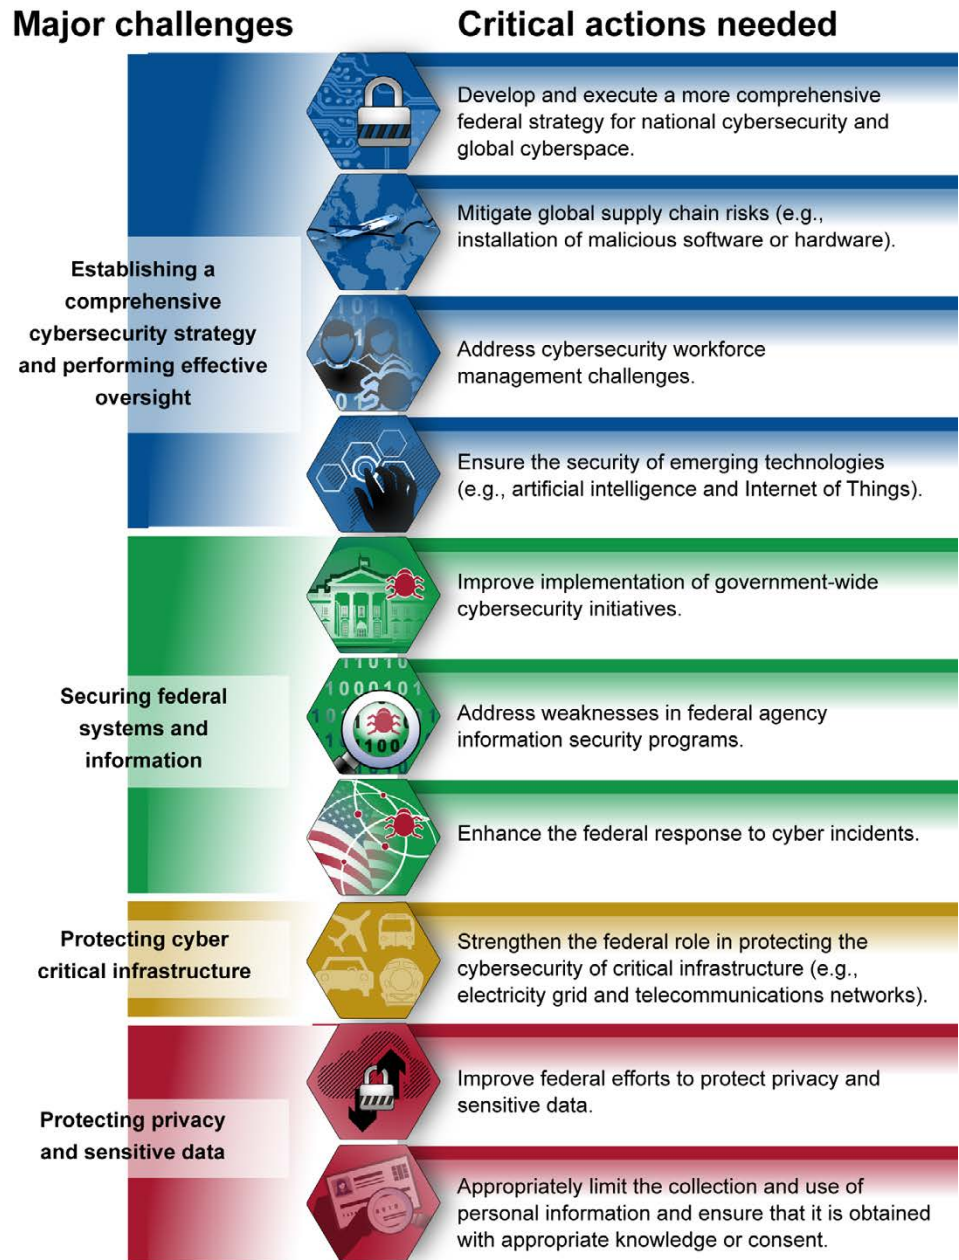 Major challenges
Critical actions needed
Establishing a
comprehensive
cybersecurity strategy
and performing effective
oversight
Develop and execute a more comprehensive
federal strategy for national cybersecurity and
global cyberspace.
Mitigate global supply chain risks (e.g.,
installation of malicious software or hardware).
Address cybersecurity workforce
management challenges.
Ensure the security of emerging technologies
(e.g., artificial intelligence and Internet of Things).
Securing federal
systems and
information
Improve implementation of government-wide
cybersecurity initiatives.
Address weaknesses in federal agency
information security programs.
Enhance the federal response to cyber incidents.
Protecting cyber
critical infrastructure
Strengthen the federal role in protecting the
cybersecurity of critical infrastructure (e.g.,
electricity grid and telecommunications networks).
Protecting privacy
and sensitive data
Improve federal efforts to protect privacy and
sensitive data.
Appropriately limit the collection and use of
personal information and ensure that it is obtained
with appropriate knowledge or consent.